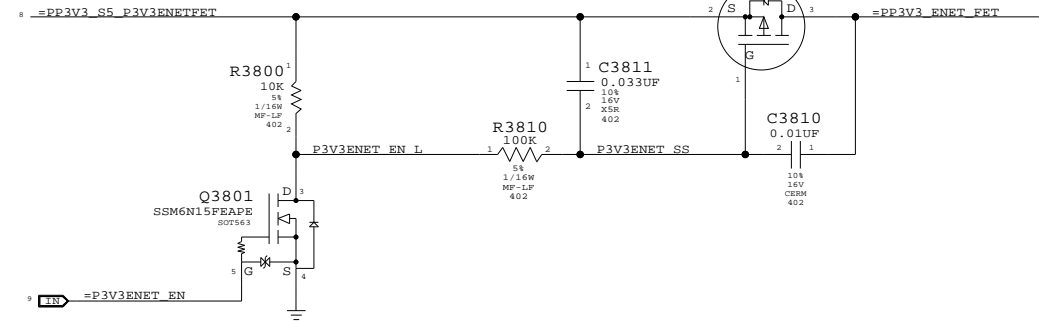 8 =PP3V3_S5_P3V3ENETFET
2 S D 3
=PP3V3_ENET_FET
G
1
R3800
1
10K
5%
1/16W
MF-LF
402
2
1
C3811
0.033UF
10%
16V
X5R
402
2
P3V3ENET_EN_L
R3810
100K
1 2
5%
1/16W
MF-LF
402
P3V3ENET_SS
C3810
0.01UF
2 1
10%
16V
CERM
402
Q3801
SSM6N15FEAPE
SOT563
D 3
5 G S 4
9 IN =P3V3ENET_EN